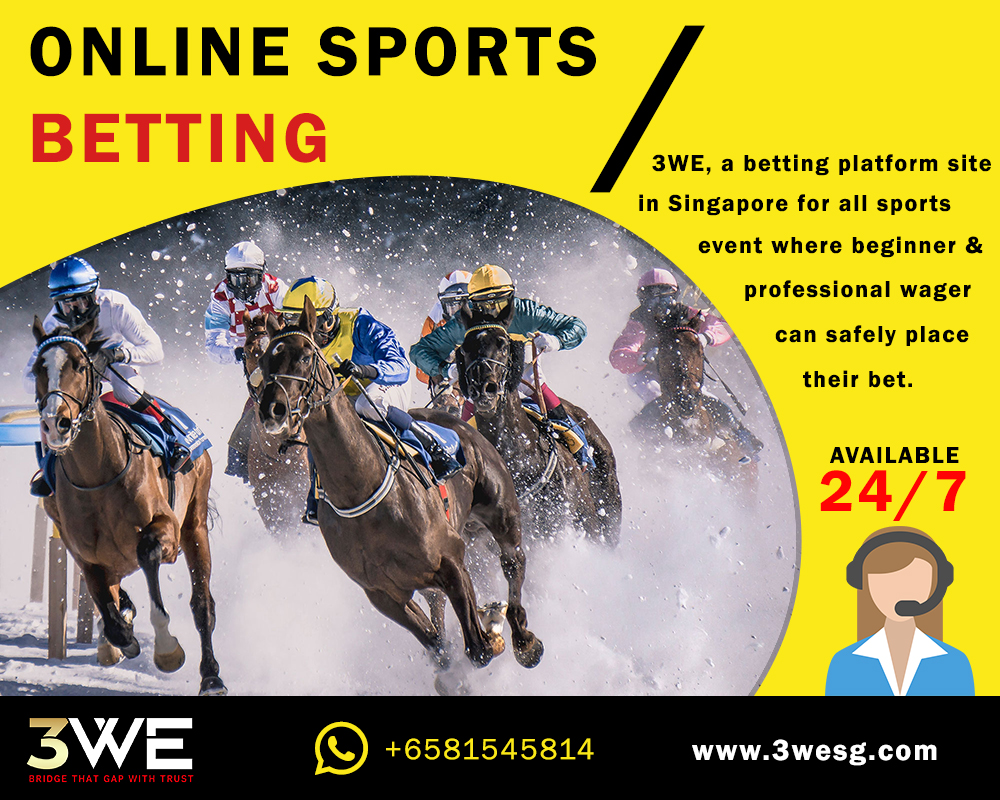 ONLINE SPORTS
BETTING
3WE, a betting platform site
in Singapore for all sports
event where beginner &
professional wager
can safely place
their bet.
AVAILABLE
24/7
3WE
BRIDGE THAT GAP WITH TRUST
+6581545814
www.3wesg.com